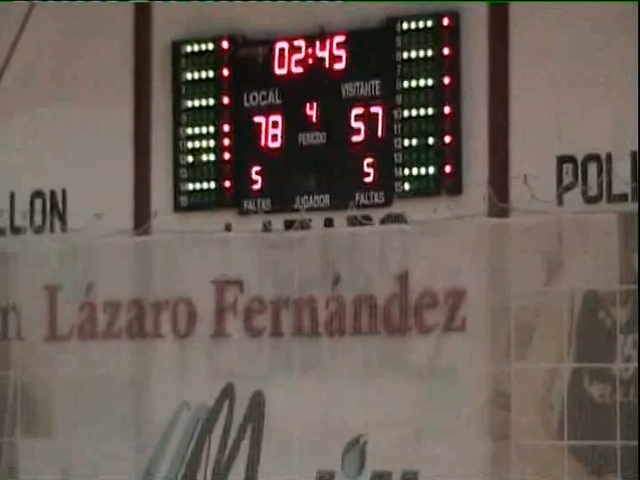 02:45
LOCAL VISITANTE
78 4 57
PERIODO
5 5
FALTAS JUGADOR FALTAS
LLON POLI
n Lázaro Fernández